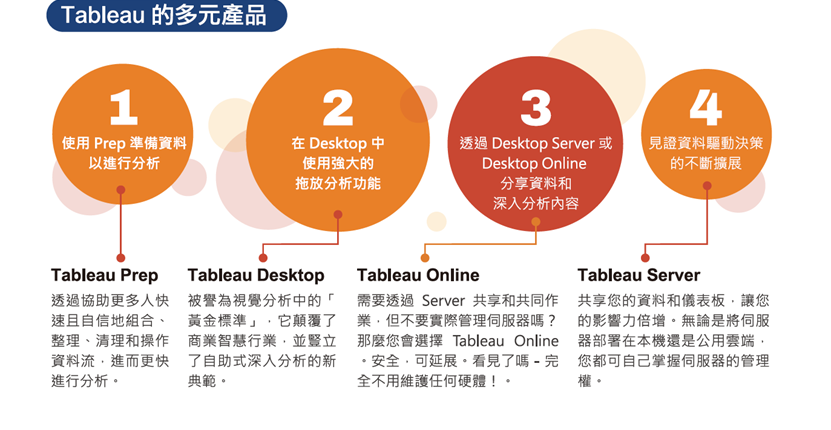 Tableau 的多元產品
1
使用 Prep 準備資料
以進行分析
2
在 Desktop 中
使用強大的
拖放分析功能
3
透過 Desktop Server 或
Desktop Online
分享資料和
深入分析內容
4
見證資料驅動決策
的不斷擴展
Tableau Prep
透過協助更多人快
速且自信地組合、
整理、清理和操作
資料流,進而更快
進行分析。
Tableau Desktop
被譽為視覺分析中的「
黃金標準」,它顛覆了
商業智慧行業,並豎立
了自助式深入分析的新
典範。
Tableau Online
需要透過 Server 共享和共同作
業,但不要實際管理伺服器嗎?
那麼您會選擇 Tableau Online
。安全,可延展。看見了嗎 - 完
全不用維護任何硬體!。
Tableau Server
共享您的資料和儀表板,讓您
的影響力倍增。無論是將伺服
器部署在本機還是公用雲端,
您都可自己掌握伺服器的管理
權。